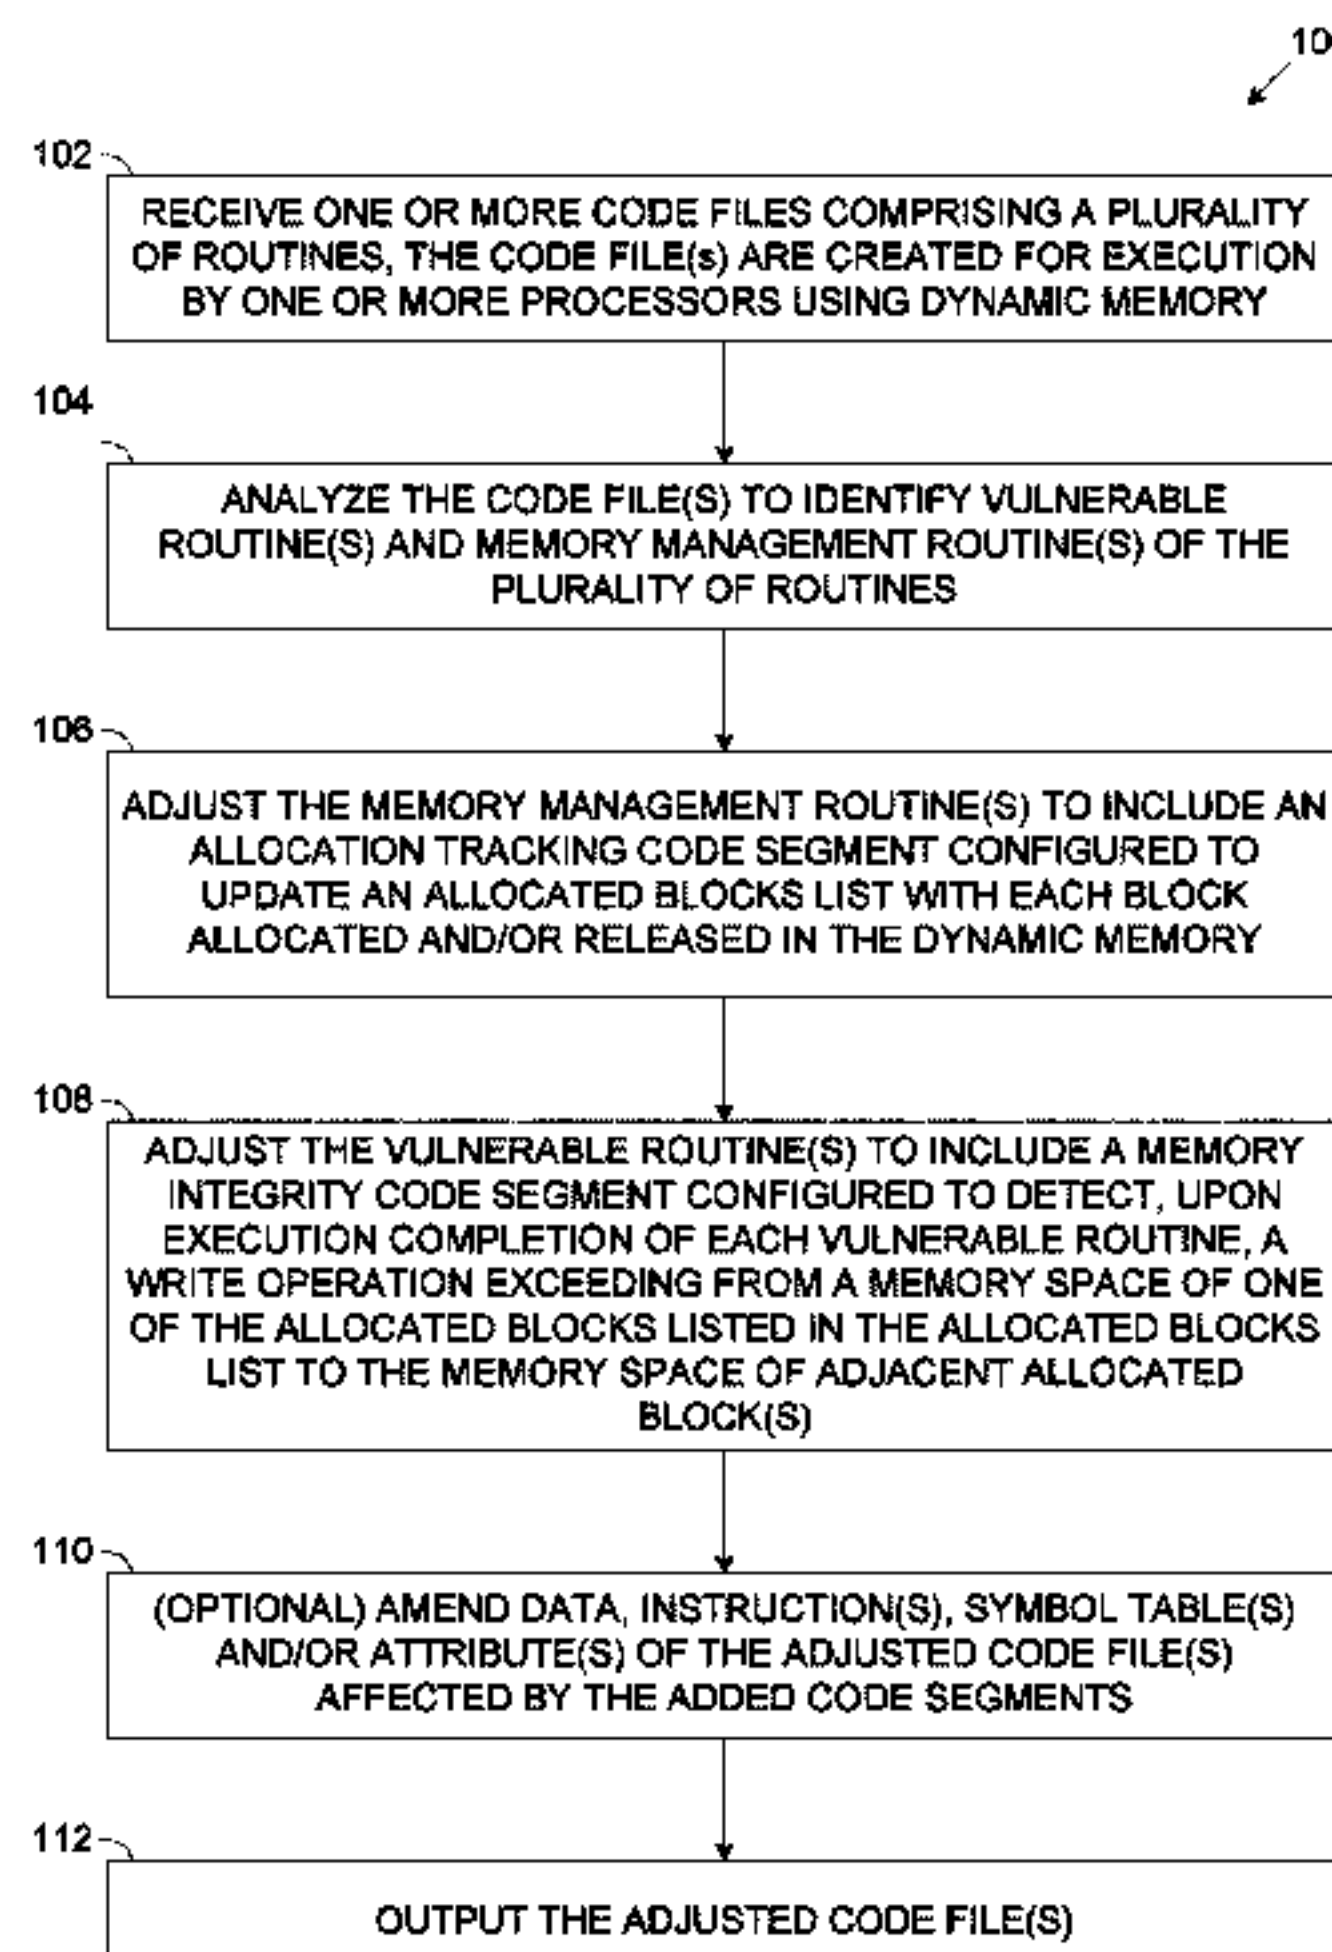 102
RECEIVE ONE OR MORE CODE FILES COMPRISING A PLURALITY
OF ROUTINES, THE CODE FILE(s) ARE CREATED FOR EXECUTION
BY ONE OR MORE PROCESSORS USING DYNAMIC MEMORY
104
ANALYZE THE CODE FILE(S) TO IDENTIFY VULNERABLE
ROUTINE(S) AND MEMORY MANAGEMENT ROUTINE(S) OF THE
PLURALITY OF ROUTINES
106
ADJUST THE MEMORY MANAGEMENT ROUTINE(S) TO INCLUDE AN
ALLOCATION TRACKING CODE SEGMENT CONFIGURED TO
UPDATE AN ALLOCATED BLOCKS LIST WITH EACH BLOCK
ALLOCATED AND/OR RELEASED IN THE DYNAMIC MEMORY
108
ADJUST THE VULNERABLE ROUTINE(S) TO INCLUDE A MEMORY
INTEGRITY CODE SEGMENT CONFIGURED TO DETECT, UPON
EXECUTION COMPLETION OF EACH VULNERABLE ROUTINE, A
WRITE OPERATION EXCEEDING FROM A MEMORY SPACE OF ONE
OF THE ALLOCATED BLOCKS LISTED IN THE ALLOCATED BLOCKS
LIST TO THE MEMORY SPACE OF ADJACENT ALLOCATED
BLOCK(S)
110
(OPTIONAL) AMEND DATA, INSTRUCTION(S), SYMBOL TABLE(S)
AND/OR ATTRIBUTE(S) OF THE ADJUSTED CODE FILE(S)
AFFECTED BY THE ADDED CODE SEGMENTS
112
OUTPUT THE ADJUSTED CODE FILE(S)